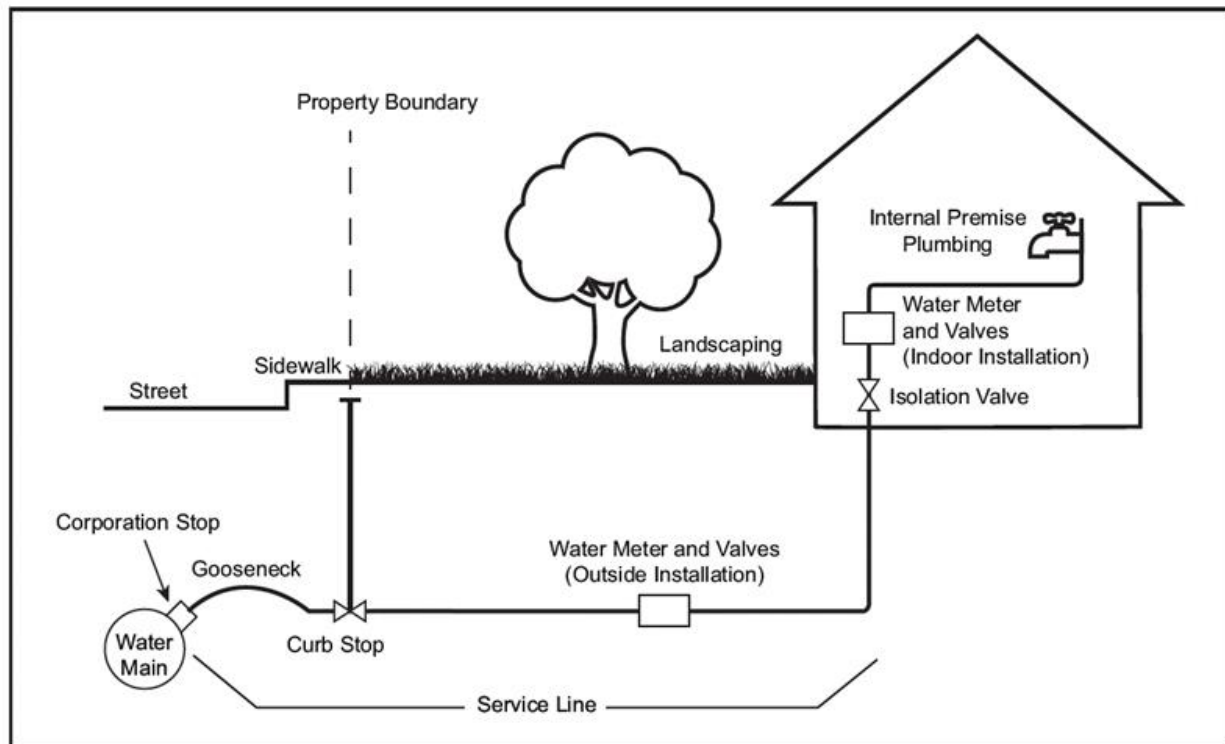 Property Boundary
Internal Premise
Plumbing
Water Meter
and Valves
(Indoor Installation)
Landscaping
Sidewalk
Street
Isolation Valve
Corporation Stop
Gooseneck
Water Meter and Valves
(Outside Installation)
Water
Main
Curb Stop
Service Line